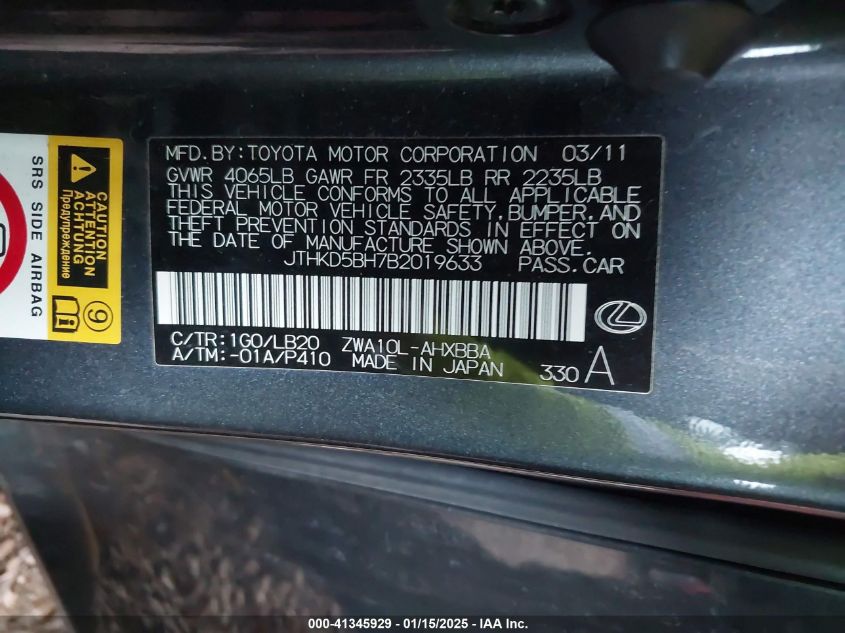 MFD.BY:TOYOTA MOTOR CORPORATION 03/11
GVWR 4065LB GAWR FR 2335LB RR 2235LB
THIS VEHICLE CONFORMS TO ALL APPLICABLE
FEDERAL MOTOR VEHICLE SAFETY,BUMPER,AND
THEFT PREVENTION STANDARDS IN EFFECT ON
THE DATE OF MANUFACTURE SHOWN ABOVE.
JTHKD5BH7B2019633 PASS.CAR
C/TR:1G0/LB20 ZWA10L-AHXBBA
A/TM:-01A/P410 MADE IN JAPAN 330 A
SRS SIDE AIRBAG
CAUTION
ATTENTION
ACHTUNG
Предупреждение
9
000-41345929 - 01/15/2025 - IAA Inc.